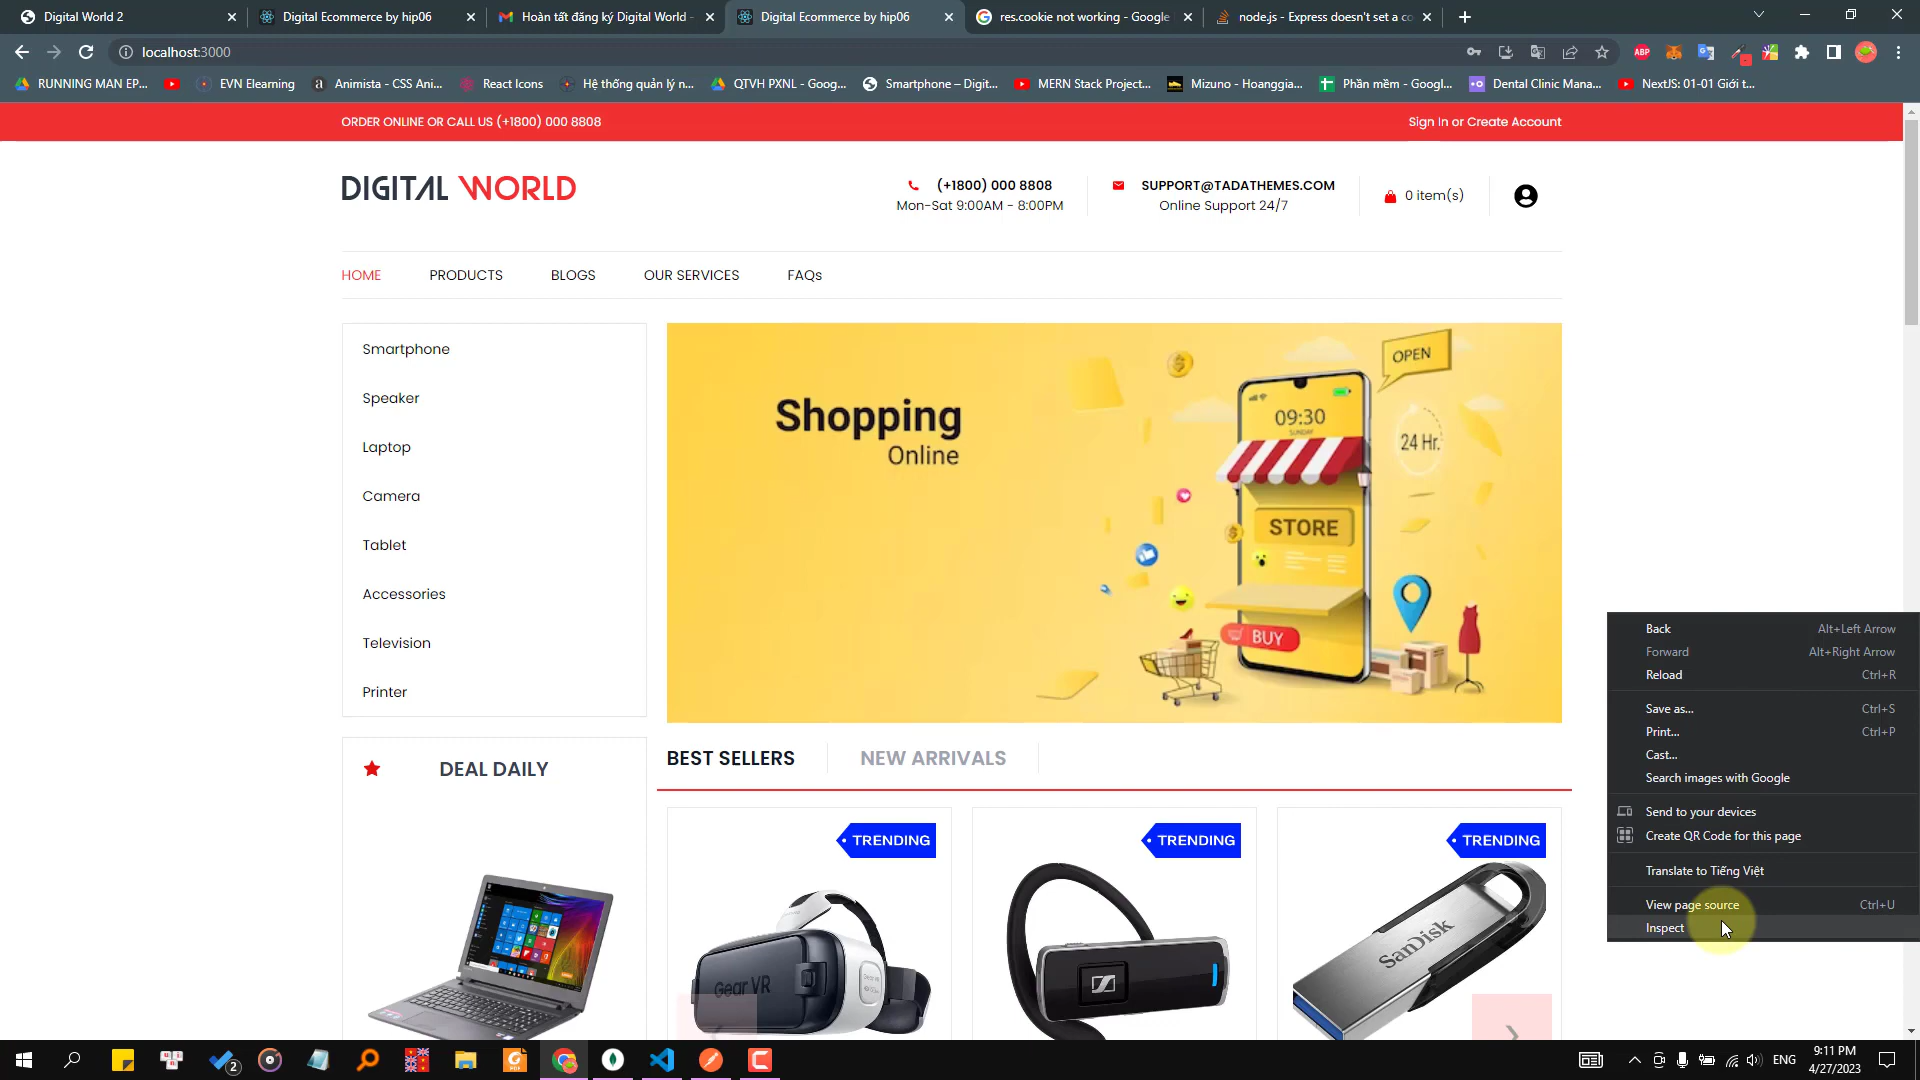 Digital World 2
Digital Ecommerce by hip06
Hoàn tất đăng ký Digital World -
Digital Ecommerce by hip06
res.cookie not working - Google
node.js - Express doesn't set a co
localhost:3000
RUNNING MAN EP...
EVN Elearning
Animista - CSS Ani...
React Icons
Hệ thống quản lý n...
QTVH PXNL - Goog...
Smartphone – Digit...
MERN Stack Project...
Mizuno - Hoanggia...
Phần mềm - Googl...
Dental Clinic Mana...
NextJS: 01-01 Giới t...
ORDER ONLINE OR CALL US (+1800) 000 8808
Sign In or Create Account
DIGITAL WORLD
(+1800) 000 8808
Mon-Sat 9:00AM - 8:00PM
SUPPORT@TADATHEMES.COM
Online Support 24/7
0 item(s)
HOME
PRODUCTS
BLOGS
OUR SERVICES
FAQs
Smartphone
Speaker
Laptop
Camera
Tablet
Accessories
Television
Printer
Shopping
Online
OPEN
09:30
SUNDAY
24 Hr.
STORE
BUY
DEAL DAILY
BEST SELLERS
NEW ARRIVALS
TRENDING
TRENDING
TRENDING
Gear VR
SanDisk
Back Alt+Left Arrow
Forward Alt+Right Arrow
Reload Ctrl+R
Save as... Ctrl+S
Print... Ctrl+P
Cast...
Search images with Google
Send to your devices
Create QR Code for this page
Translate to Tiếng Việt
View page source Ctrl+U
Inspect
ABP
2
ENG
9:11 PM
4/27/2023